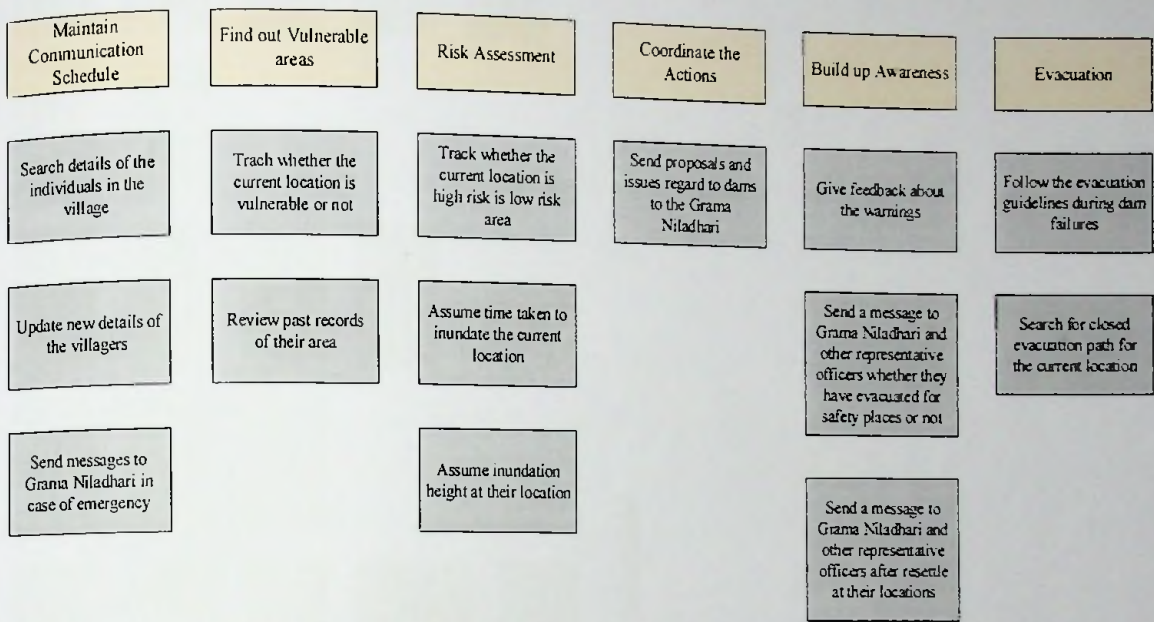 Maintain
Communication
Schedule
Find out Vulnerable
areas
Risk Assessment
Coordinate the
Actions
Build up Awareness
Evacuation
Search details of the
individuals in the
village
Trach whether the
current location is
vulnerable or not
Track whether the
current location is
high risk is low risk
area
Send proposals and
issues regard to dams
to the Grama
Niladhari
Give feedback about
the warnings
Follow the evacuation
guidelines during dam
failures
Update new details of
the villagers
Review past records
of their area
Assume time taken to
inundate the current
location
Send a message to
Grama Niladhari and
other representative
officers whether they
have evacuated for
safety places or not
Search for closed
evacuation path for
the current location
Send messages to
Grama Niladhari in
case of emergency
Assume inundation
height at their location
Send a message to
Grama Niladhari and
other representative
officers after resettle
at their locations